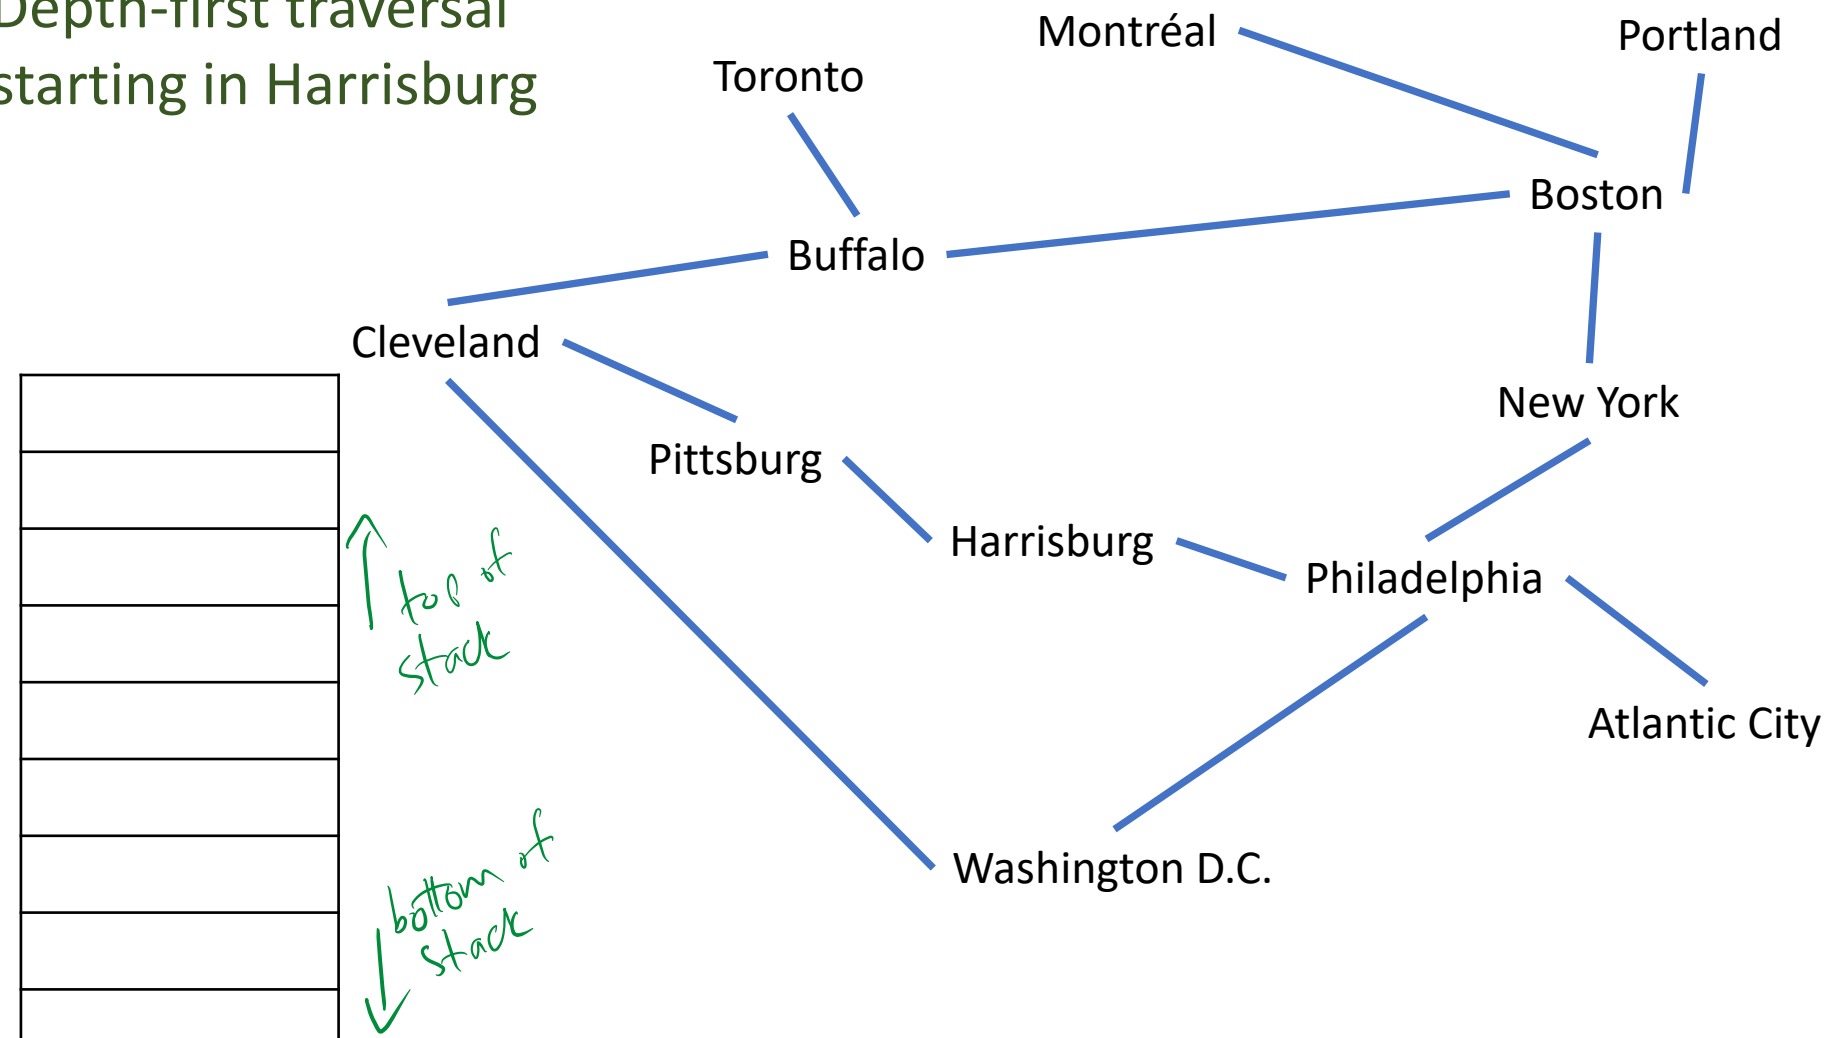 Depth-first traversal
starting in Harrisburg
Montréal
Portland
Toronto
Boston
Buffalo
Cleveland
New York
Pittsburg
Harrisburg
Philadelphia
top of
stack
Atlantic City
Washington D.C.
bottom of
stack